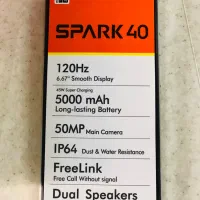 SPARK 40
120Hz
6.67" Smooth Display
45W Super Charging
5000 mAh
Long-lasting Battery
50MP Main Camera
IP64 Dust & Water Resistance
FreeLink
Free Call Without signal
Dual Speakers